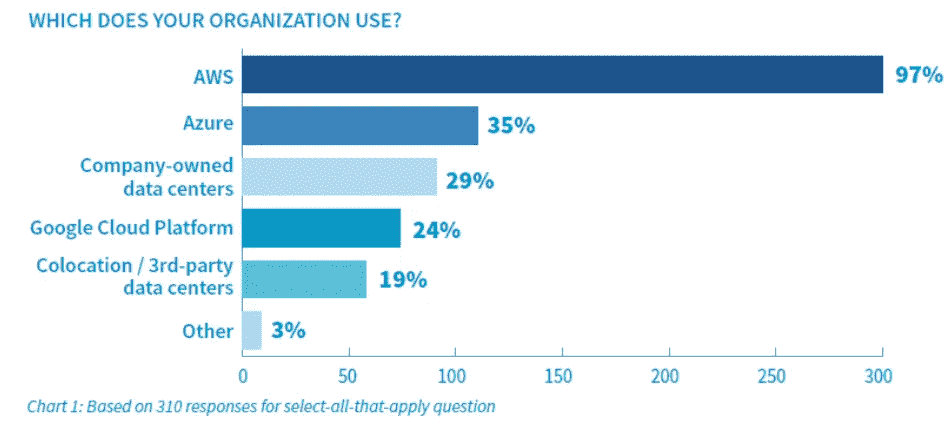 WHICH DOES YOUR ORGANIZATION USE?
AWS
97%
Azure
35%
Company-owned
data centers
29%
Google Cloud Platform
24%
Colocation / 3rd-party
data centers
19%
Other
3%
0 50 100 150 200 250 300
Chart 1: Based on 310 responses for select-all-that-apply question